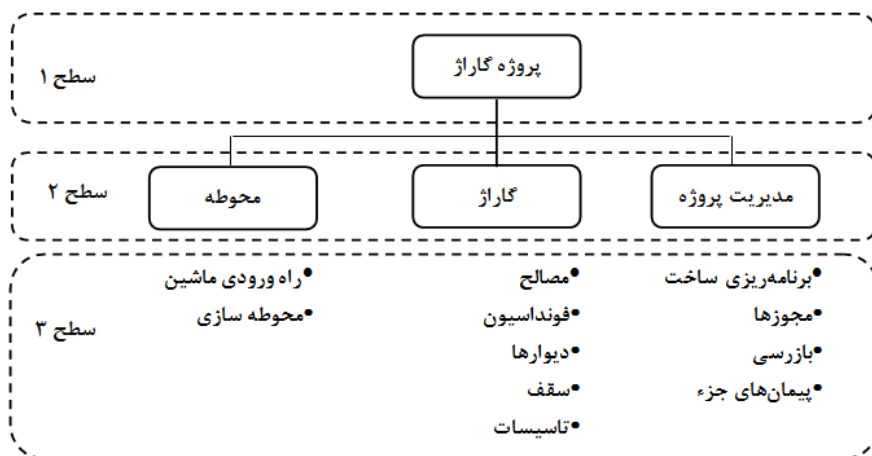 سطح ۱
پروژه گاراژ
سطح ۲
مدیریت پروژه
گاراژ
محوطه
سطح ۳
•برنامه‌ریزی ساخت
•مجوزها
•بازرسی
•پیمان‌های جزء
•مصالح
•فونداسیون
•دیوارها
•سقف
•تاسیسات
•راه ورودی ماشین
•محوطه سازی